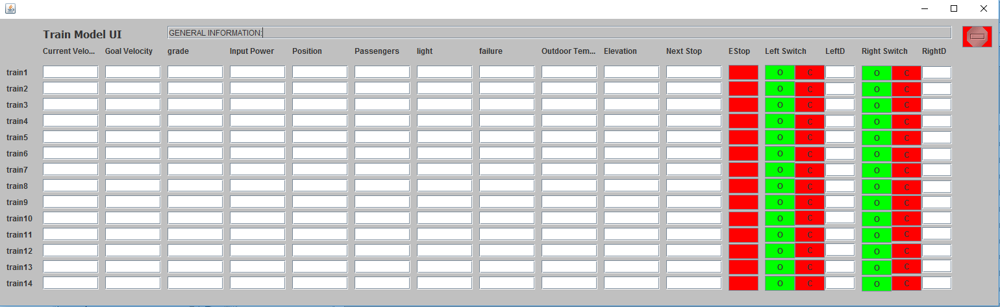 Train Model UI GENERAL INFORMATION:
Current Velo... Goal Velocity grade Input Power Position Passengers light failure Outdoor Tem... Elevation Next Stop EStop Left Switch LeftD Right Switch RightD
train1 O C O C
train2 O C O C
train3 O C O C
train4 O C O C
train5 O C O C
train6 O C O C
train7 O C O C
train8 O C O C
train9 O C O C
train10 O C O C
train11 O C O C
train12 O C O C
train13 O C O C
train14 O C O C